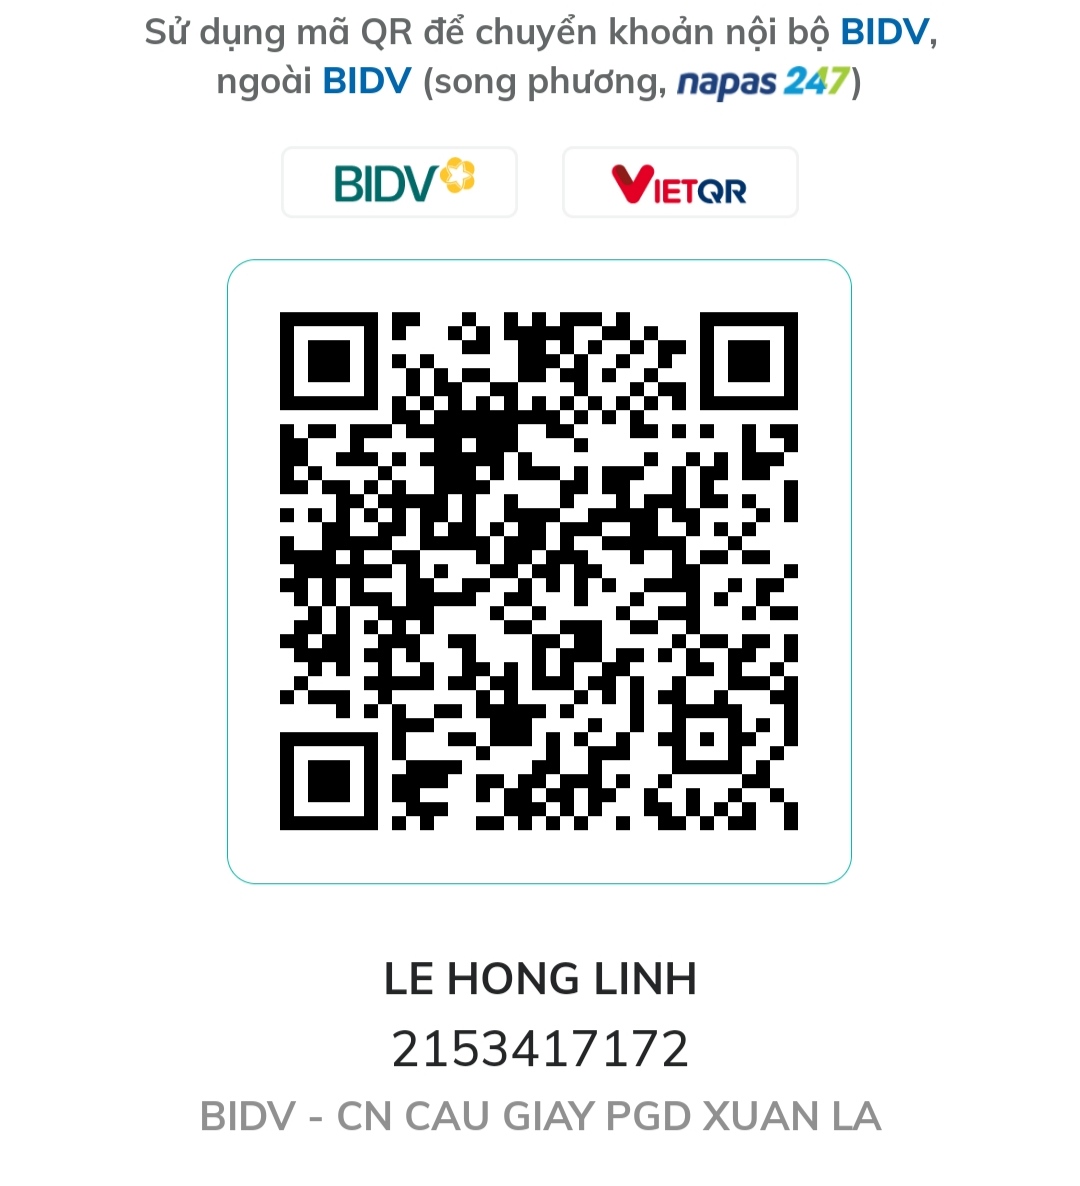 Sử dụng mã QR để chuyển khoản nội bộ BIDV,
ngoài BIDV (song phương, napas 247)
BIDV VIETQR
LE HONG LINH
2153417172
BIDV - CN CAU GIAY PGD XUAN LA